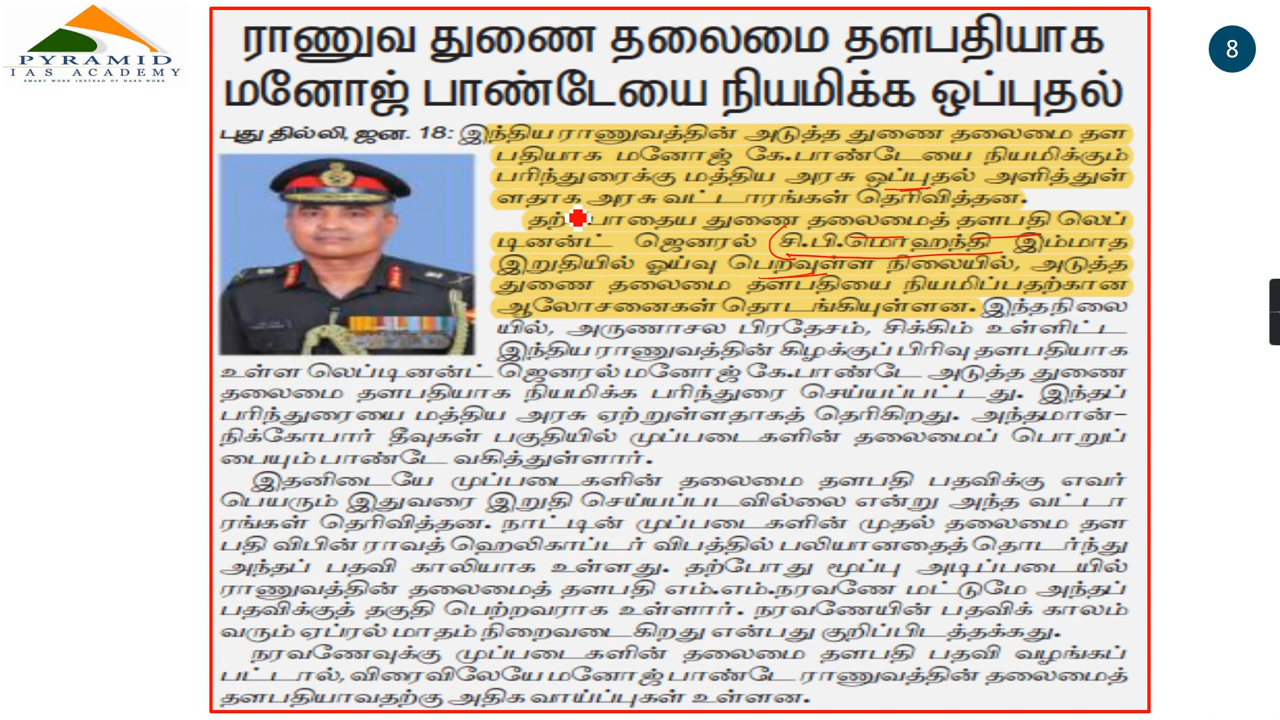 PYRAMID
IAS ACADEMY
SMART WORK INSTEAD OF HARD WORK
8
ராணுவ துணை தலைமை தளபதியாக
மனோஜ் பாண்டேயை நியமிக்க ஒப்புதல்
புது தில்லி, ஜன. 18: இந்திய ராணுவத்தின் அடுத்த துணை தலைமை தள
பதியாக மனோஜ் கே.பாண்டேயை நியமிக்கும்
பரிந்துரைக்கு மத்திய அரசு ஒப்புதல் அளித்துள்
ளதாக அரசு வட்டாரங்கள் தெரிவித்தன.
தற் பாதைய துணை தலைமைத் தளபதி லெப்
டினன்ட் ஜெனரல் சி.பி.மொஹந்தி இம்மாத
இறுதியில் ஓய்வு பெறவுள்ள நிலையில், அடுத்த
துணை தலைமை தளபதியை நியமிப்பதற்கான
ஆலோசனைகள் தொடங்கியுள்ளன. இந்தநிலை
யில், அருணாசல பிரதேசம், சிக்கிம் உள்ளிட்ட
இந்திய ராணுவத்தின் கிழக்குப் பிரிவு தளபதியாக
உள்ள லெப்டினன்ட் ஜெனரல் மனோஜ் கே.பாண்டே அடுத்த துணை
தலைமை தளபதியாக நியமிக்க பரிந்துரை செய்யப்பட்டது. இந்தப்
பரிந்துரையை மத்திய அரசு ஏற்றுள்ளதாகத் தெரிகிறது. அந்தமான்-
நிக்கோபார் தீவுகள் பகுதியில் முப்படைகளின் தலைமைப் பொறுப்
பையும் பாண்டே வகித்துள்ளார்.
இதனிடையே முப்படைகளின் தலைமை தளபதி பதவிக்கு எவர்
பெயரும் இதுவரை இறுதி செய்யப்படவில்லை என்று அந்த வட்டா
ரங்கள் தெரிவித்தன. நாட்டின் முப்படைகளின் முதல் தலைமை தள
பதி விபின் ராவத் ஹெலிகாப்டர் விபத்தில் பலியானதைத் தொடர்ந்து
அந்தப் பதவி காலியாக உள்ளது. தற்போது மூப்பு அடிப்படையில்
ராணுவத்தின் தலைமைத் தளபதி எம்.எம்.நரவணே மட்டுமே அந்தப்
பதவிக்குத் தகுதி பெற்றவராக உள்ளார். நரவணேயின் பதவிக் காலம்
வரும் ஏப்ரல் மாதம் நிறைவடைகிறது என்பது குறிப்பிடத்தக்கது.
நரவணேவுக்கு முப்படைகளின் தலைமை தளபதி பதவி வழங்கப்
பட்டால், விரைவிலேயே மனோஜ் பாண்டே ராணுவத்தின் தலைமைத்
தளபதியாவதற்கு அதிக வாய்ப்புகள் உள்ளன.